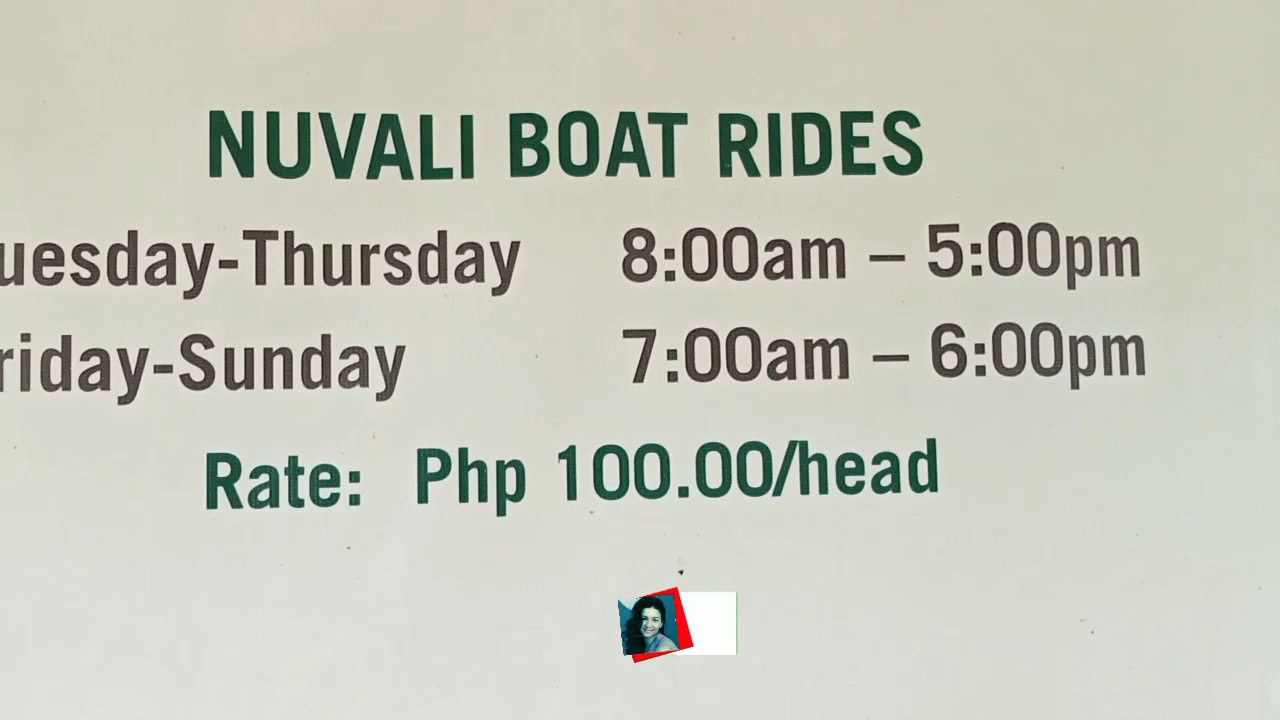 NUVALI BOAT RIDES
uesday-Thursday 8:00am – 5:00pm
riday-Sunday 7:00am – 6:00pm
Rate: Php 100.00/head